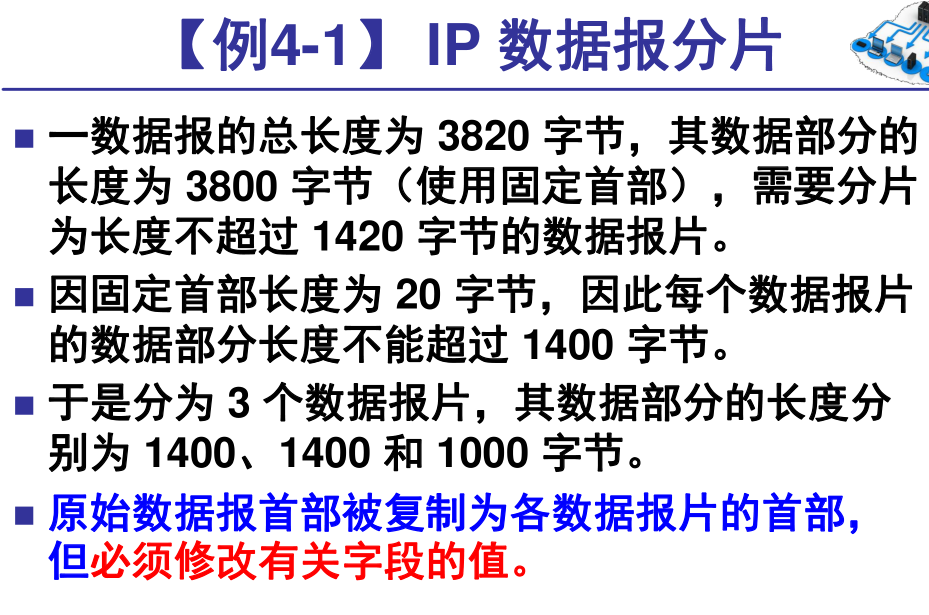 【例4-1】 IP 数据报分片
一数据报的总长度为 3820 字节，其数据部分的
长度为 3800 字节（使用固定首部），需要分片
为长度不超过 1420 字节的数据报片。
因固定首部长度为 20 字节，因此每个数据报片
的数据部分长度不能超过 1400 字节。
于是分为 3 个数据报片，其数据部分的长度分
别为 1400、1400 和 1000 字节。
原始数据报首部被复制为各数据报片的首部，
但必须修改有关字段的值。